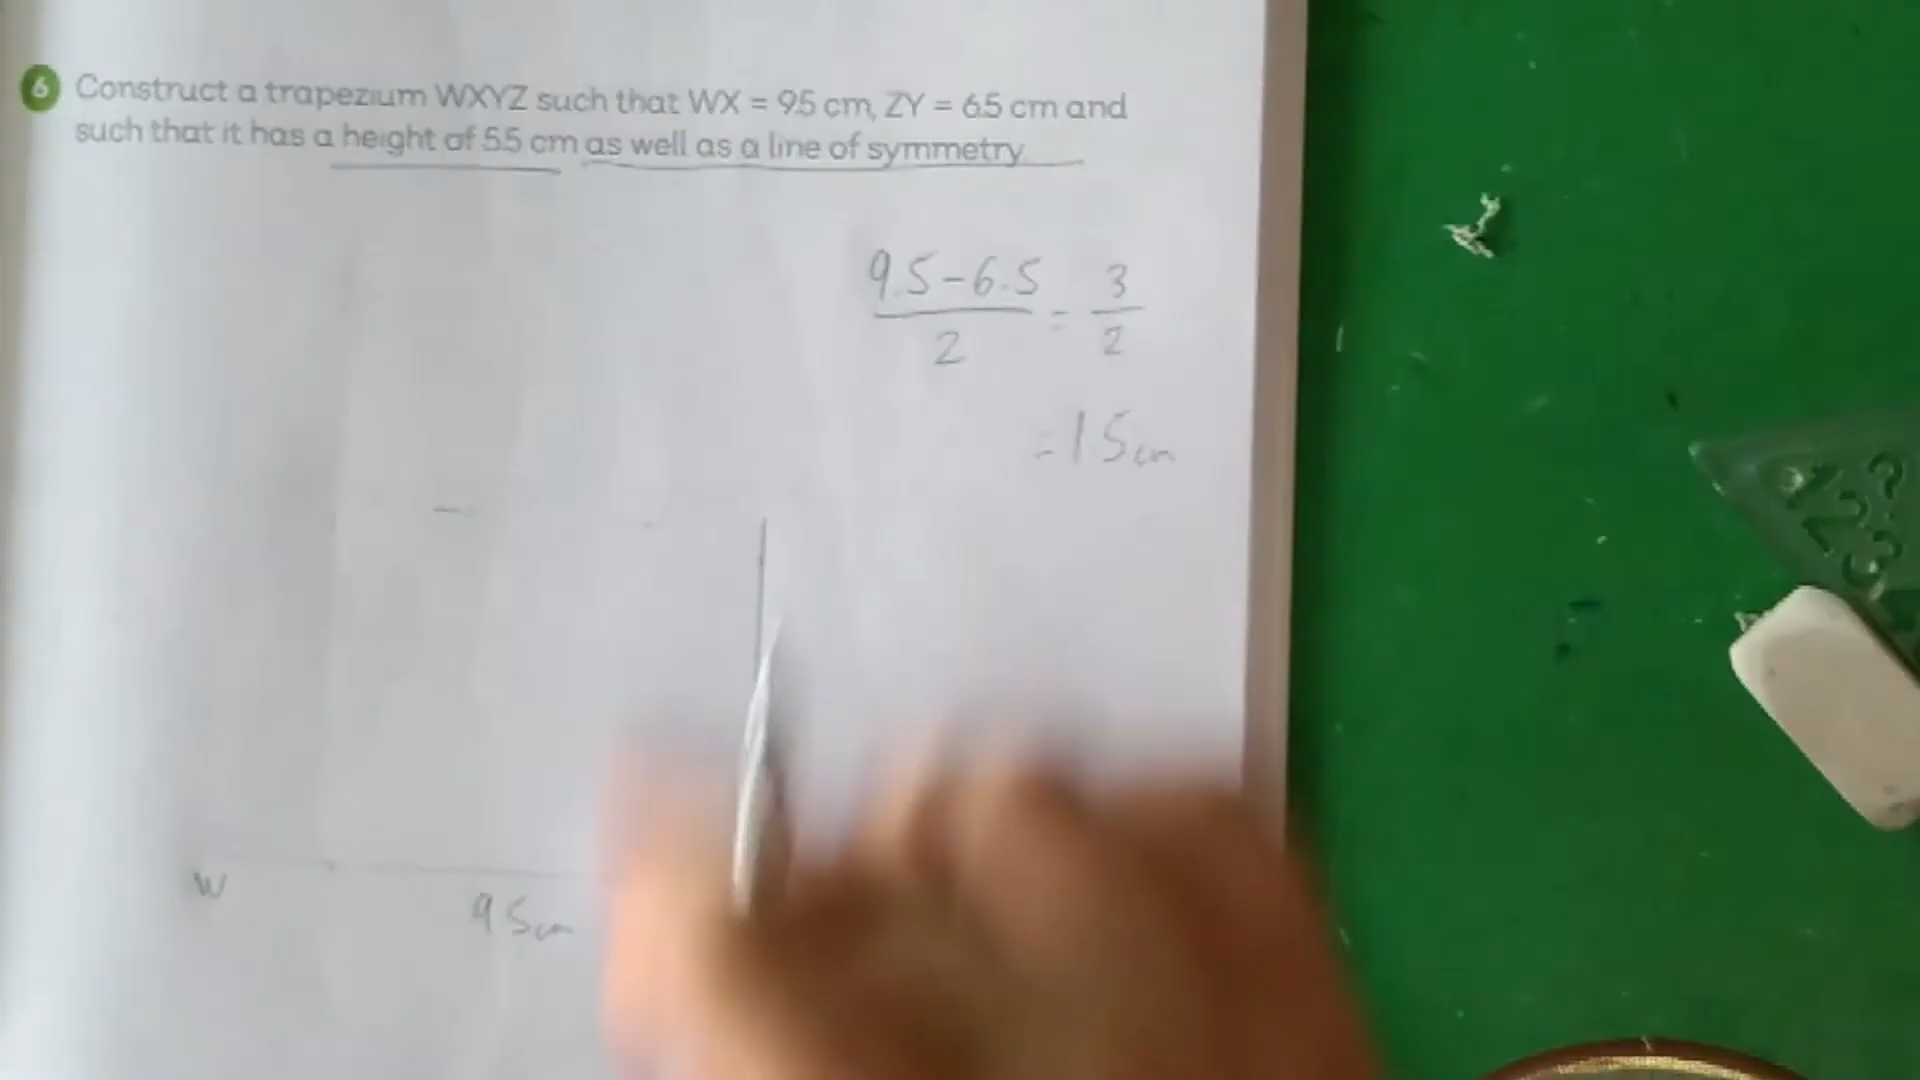 6 Construct a trapezium WXYZ such that WX = 9.5 cm, ZY = 6.5 cm and
such that it has a height of 5.5 cm as well as a line of symmetry.
9.5-6.5
2
= 3
2
= 1.5cm
W
9.5cm
123